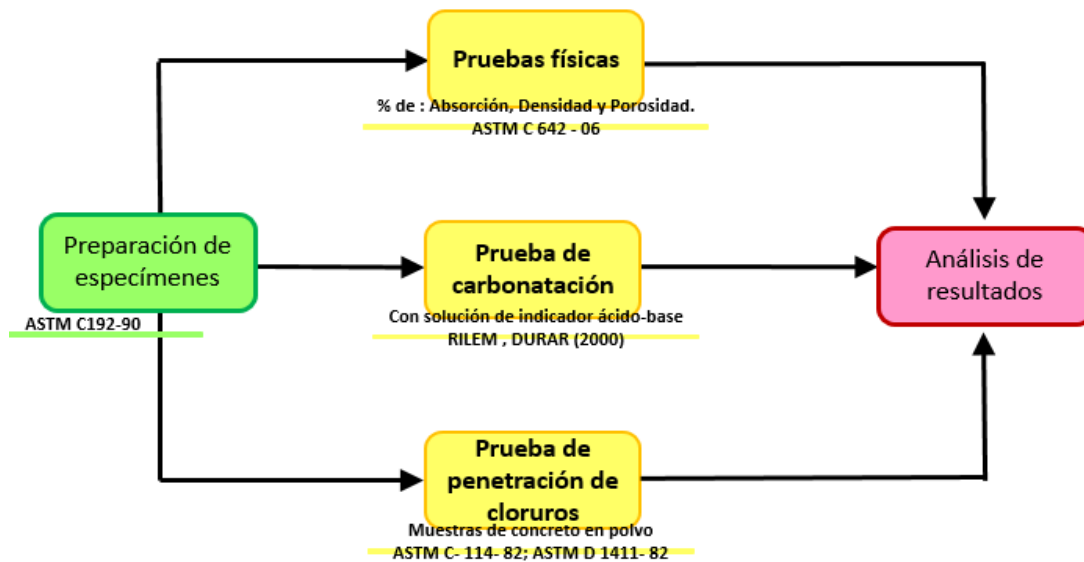 Pruebas físicas
% de : Absorción, Densidad y Porosidad.
ASTM C 642 - 06
Preparación de
especímenes
ASTM C192-90
Prueba de
carbonatación
Con solución de indicador ácido-base
RILEM , DURAR (2000)
Análisis de
resultados
Prueba de
penetración de
cloruros
Muestras de concreto en polvo
ASTM C- 114- 82; ASTM D 1411- 82